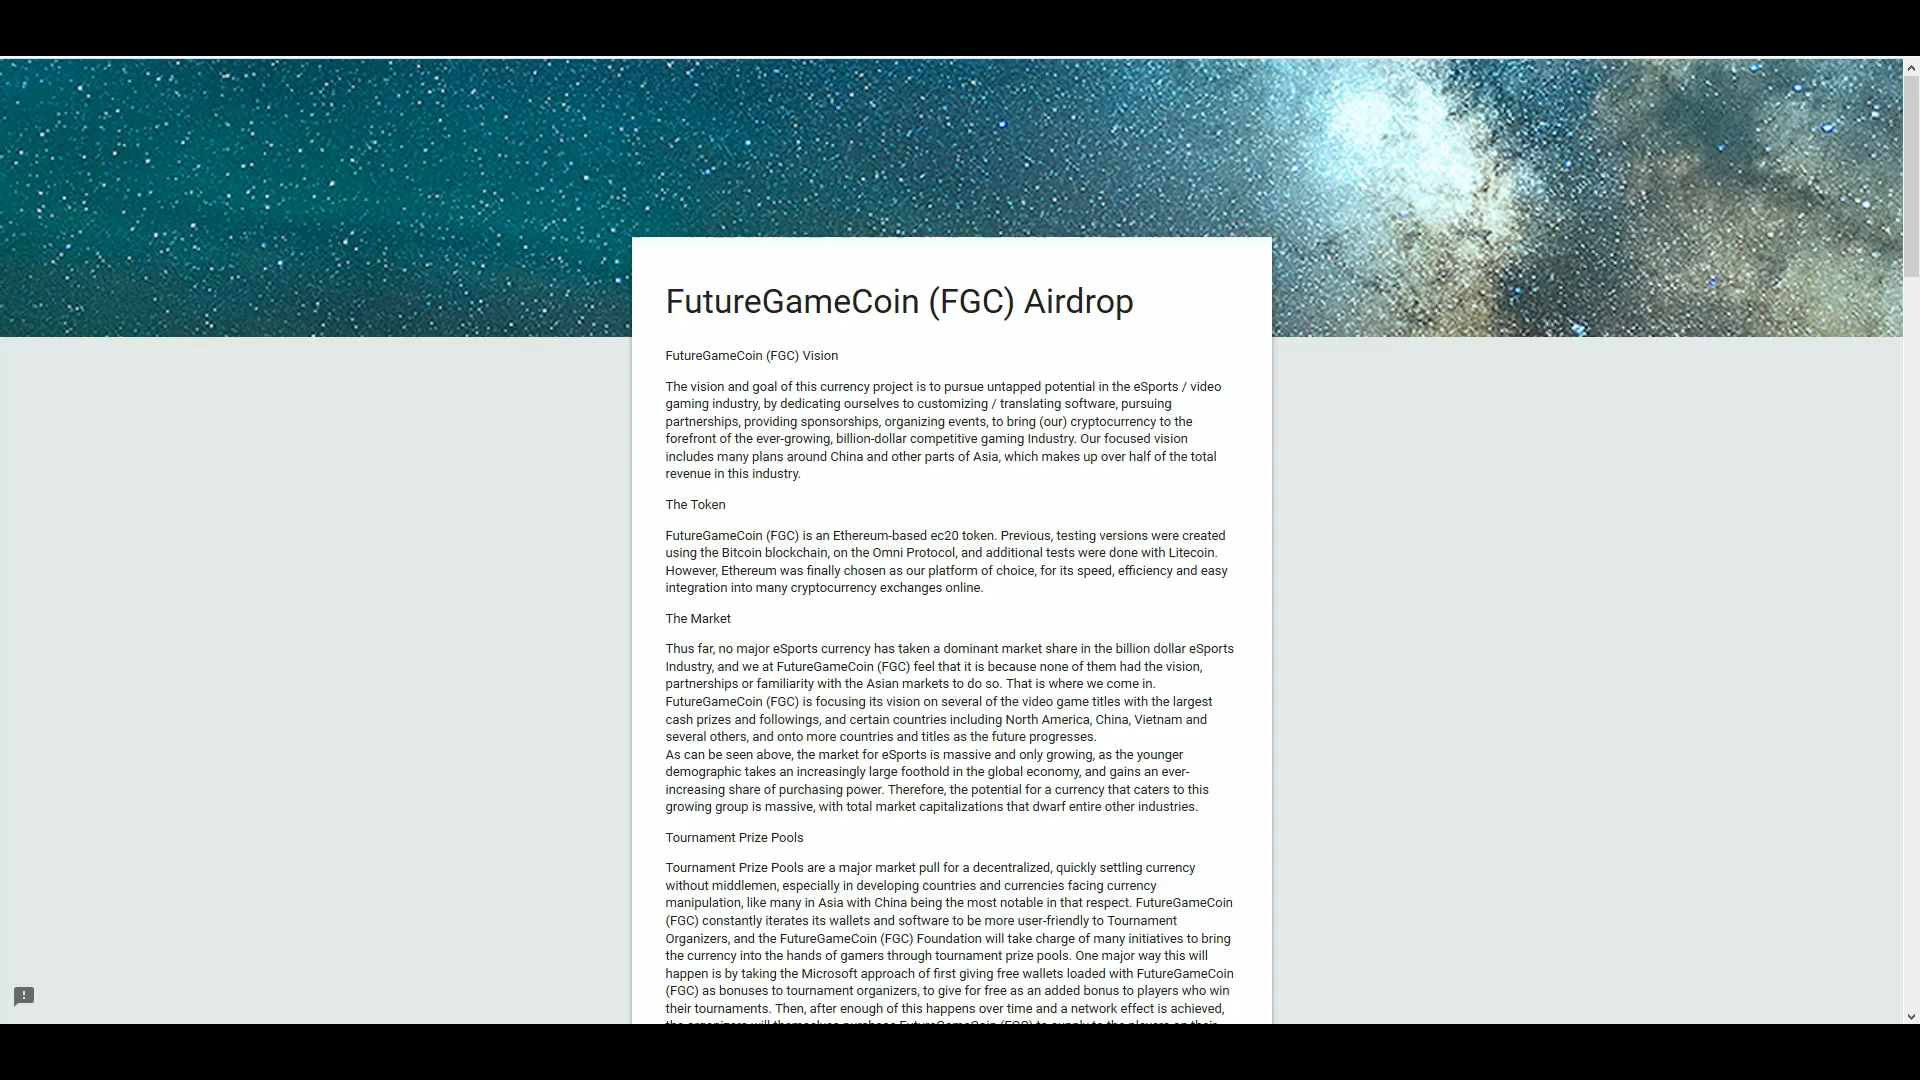 FutureGameCoin (FGC) Airdrop
FutureGameCoin (FGC) Vision
The vision and goal of this currency project is to pursue untapped potential in the eSports / video
gaming industry, by dedicating ourselves to customizing / translating software, pursuing
partnerships, providing sponsorships, organizing events, to bring (our) cryptocurrency to the
forefront of the ever-growing, billion-dollar competitive gaming Industry. Our focused vision
includes many plans around China and other parts of Asia, which makes up over half of the total
revenue in this industry.
The Token
FutureGameCoin (FGC) is an Ethereum-based ec20 token. Previous, testing versions were created
using the Bitcoin blockchain, on the Omni Protocol, and additional tests were done with Litecoin.
However, Ethereum was finally chosen as our platform of choice, for its speed, efficiency and easy
integration into many cryptocurrency exchanges online.
The Market
Thus far, no major eSports currency has taken a dominant market share in the billion dollar eSports
Industry, and we at FutureGameCoin (FGC) feel that it is because none of them had the vision,
partnerships or familiarity with the Asian markets to do so. That is where we come in.
FutureGameCoin (FGC) is focusing its vision on several of the video game titles with the largest
cash prizes and followings, and certain countries including North America, China, Vietnam and
several others, and onto more countries and titles as the future progresses.
As can be seen above, the market for eSports is massive and only growing, as the younger
demographic takes an increasingly large foothold in the global economy, and gains an ever-
increasing share of purchasing power. Therefore, the potential for a currency that caters to this
growing group is massive, with total market capitalizations that dwarf entire other industries.
Tournament Prize Pools
Tournament Prize Pools are a major market pull for a decentralized, quickly settling currency
without middlemen, especially in developing countries and currencies facing currency
manipulation, like many in Asia with China being the most notable in that respect. FutureGameCoin
(FGC) constantly iterates its wallets and software to be more user-friendly to Tournament
Organizers, and the FutureGameCoin (FGC) Foundation will take charge of many initiatives to bring
the currency into the hands of gamers through tournament prize pools. One major way this will
happen is by taking the Microsoft approach of first giving free wallets loaded with FutureGameCoin
(FGC) as bonuses to tournament organizers, to give for free as an added bonus to players who win
their tournaments. Then, after enough of this happens over time and a network effect is achieved,
the organizers will themselves purchase FutureGameCoin (FGC) to supply to the players on their